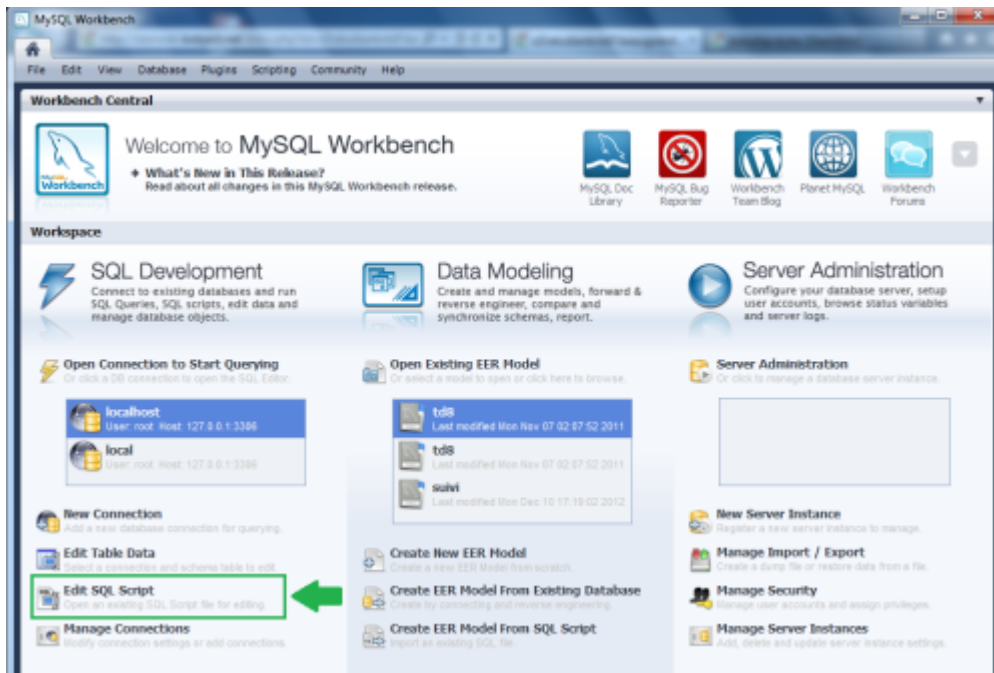 MySQL Workbench
File Edit View Database Plugins Scripting Community Help
Workbench Central
MySQL
Workbench
Welcome to MySQL Workbench
What's New in This Release?
Read about all changes in this MySQL Workbench release.
MySQL Doc
Library
MySQL Bug
Reporter
Workbench
Team Blog
Planet MySQL
Workbench
Forums
Workspace
SQL Development
Connect to existing databases and run
SQL Queries, SQL scripts, edit data and
manage database objects.
Open Connection to Start Querying
Or click a DB connection to open the SQL Editor.
localhost
User: root Host: 127.0.0.1:3306
local
User: root Host: 127.0.0.1:3306
New Connection
Add a new database connection for querying.
Edit Table Data
Select a connection and schema table to edit.
Edit SQL Script
Open an existing SQL Script file for editing.
Manage Connections
Modify connection settings or add connections.
Data Modeling
Create and manage models, forward &
reverse engineer, compare and
synchronize schemas, report.
Open Existing EER Model
Or select a model to open or click here to browse.
td8
Last modified Mon Nov 07 02:07:52 2011
td8
Last modified Mon Nov 07 02:07:52 2011
suivi
Last modified Mon Dec 10 17:19:02 2012
Create New EER Model
Create a new EER Model from scratch.
Create EER Model From Existing Database
Create by connecting and reverse engineering.
Create EER Model From SQL Script
Import an existing SQL file.
Server Administration
Configure your database server, setup
user accounts, browse status variables
and server logs.
Server Administration
Or click to manage a database server instance.
New Server Instance
Register a new server instance to manage.
Manage Import / Export
Create a dump file or restore data from a file.
Manage Security
Manage user accounts and assign privileges.
Manage Server Instances
Add, delete and update server instance settings.